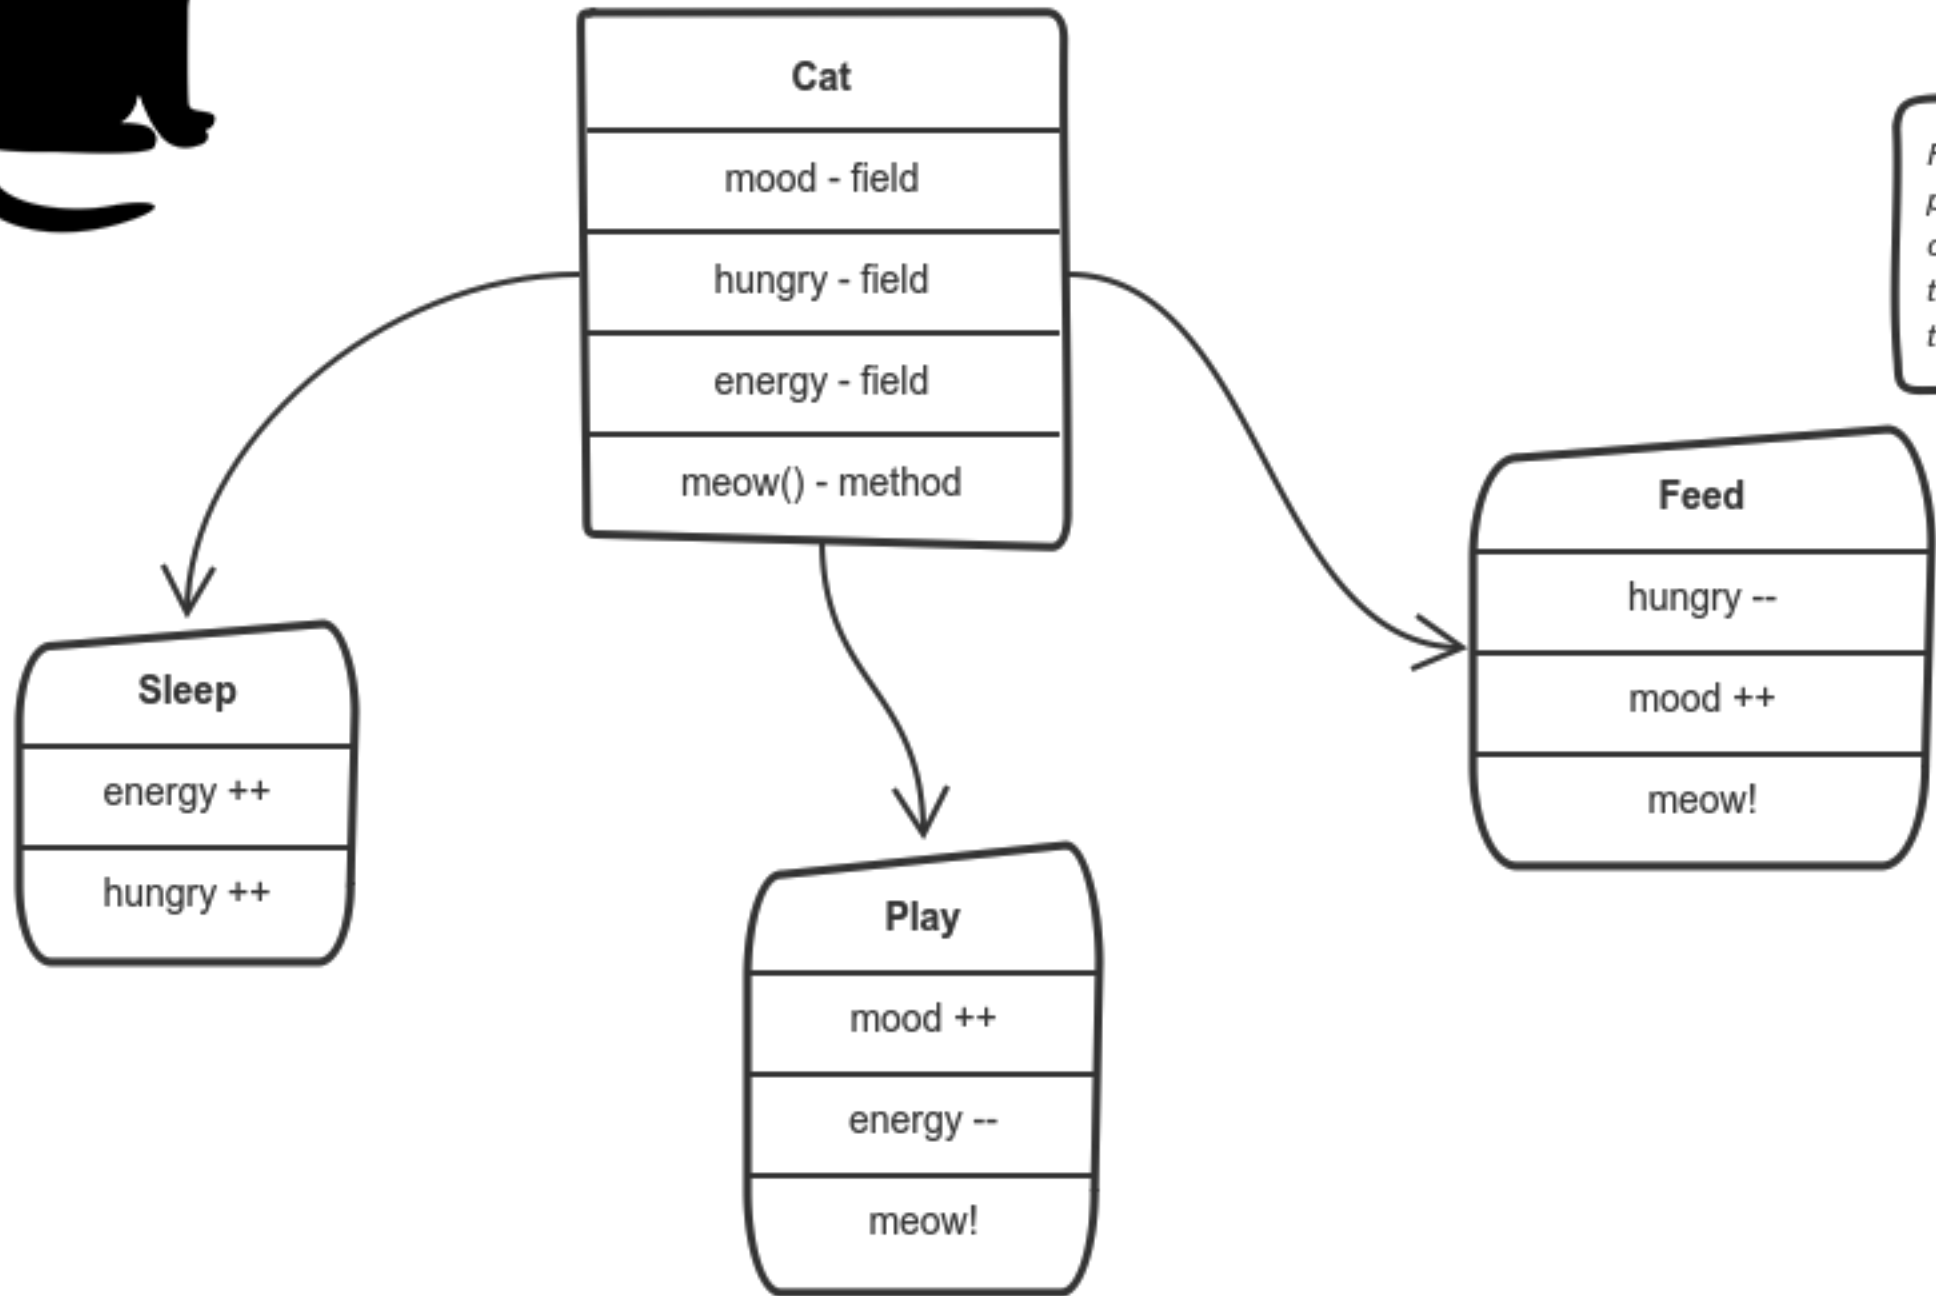 Cat
mood - field
hungry - field
energy - field
meow() - method
Sleep
energy ++
hungry ++
Play
mood ++
energy --
meow!
Feed
hungry --
mood ++
meow!